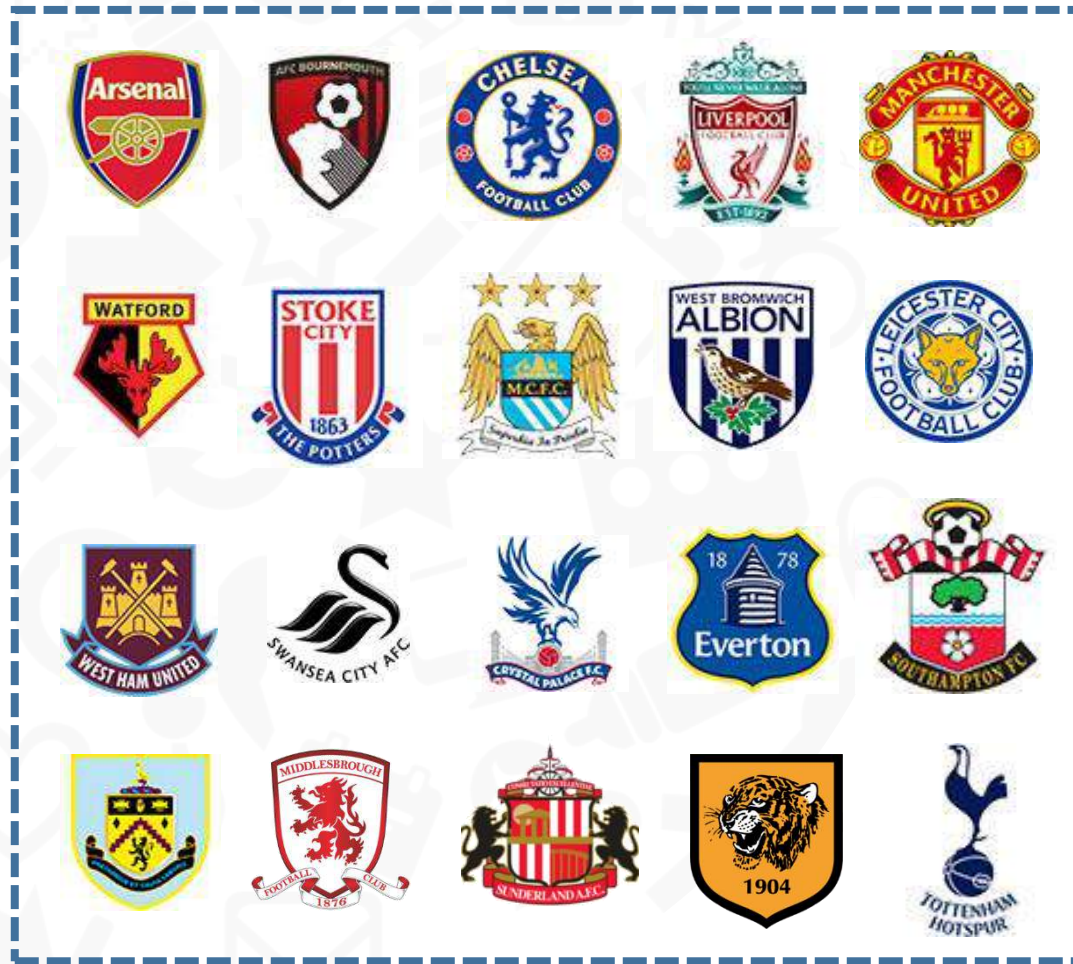 Arsenal
AFC BOURNEMOUTH
CHELSEA
FOOTBALL CLUB
YOU'LL NEVER WALK ALONE
LIVERPOOL
FOOTBALL CLUB
EST·1892
MANCHESTER
UNITED
WATFORD
STOKE
CITY
1863
THE POTTERS
M.C.F.C.
Superbia In Proelio
WEST BROMWICH
ALBION
LEICESTER CITY
FOOTBALL CLUB
WEST HAM UNITED
SWANSEA CITY AFC
CRYSTAL PALACE F.C.
18 78
Everton
SOUTHAMPTON FC
MIDDLESBROUGH
FOOTBALL CLUB
1876
SUNDERLAND A.F.C.
1904
TOTTENHAM
HOTSPUR